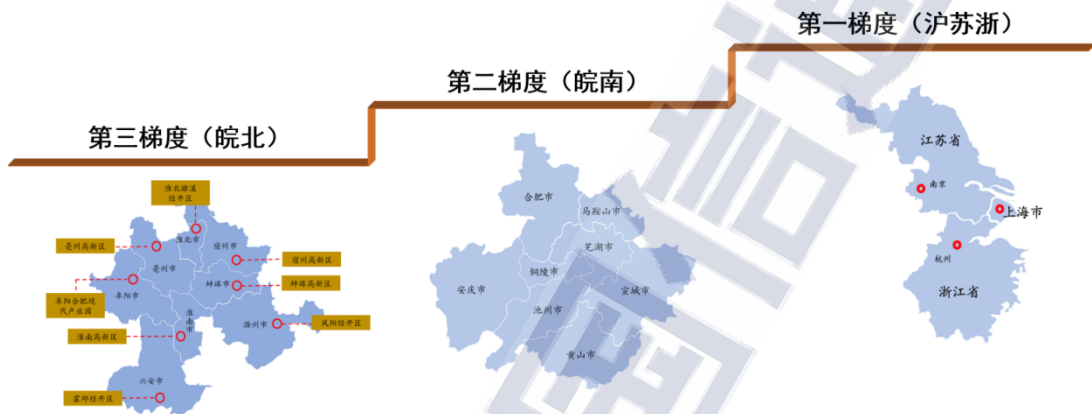 第一梯度（沪苏浙）
第二梯度（皖南）
第三梯度（皖北）
淮北濉溪
经开区
亳州高新区
淮北市
宿州市
宿州高新区
亳州市
蚌埠市
蚌埠高新区
阜阳合肥现
代产业园
阜阳市
淮南市
滁州市
凤阳经开区
淮南高新区
六安市
霍邱经开区
合肥市
马鞍山市
芜湖市
铜陵市
安庆市
宣城市
池州市
黄山市
江苏省
南京
上海市
杭州
浙江省